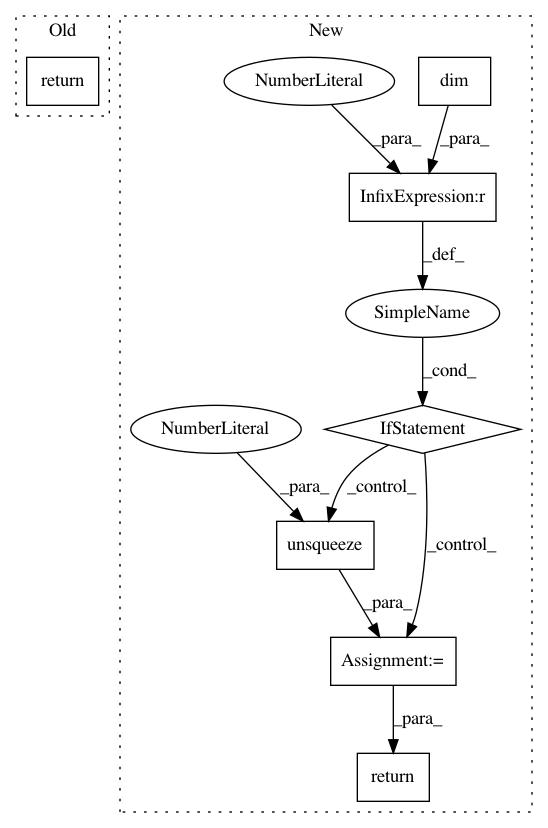 Old
New
return
NumberLiteral
dim
_para_
_para_
InfixExpression:r
_def_
SimpleName
_cond_
NumberLiteral
IfStatement
_para_
_control_
unsqueeze
_control_
_para_
Assignment:=
_para_
return